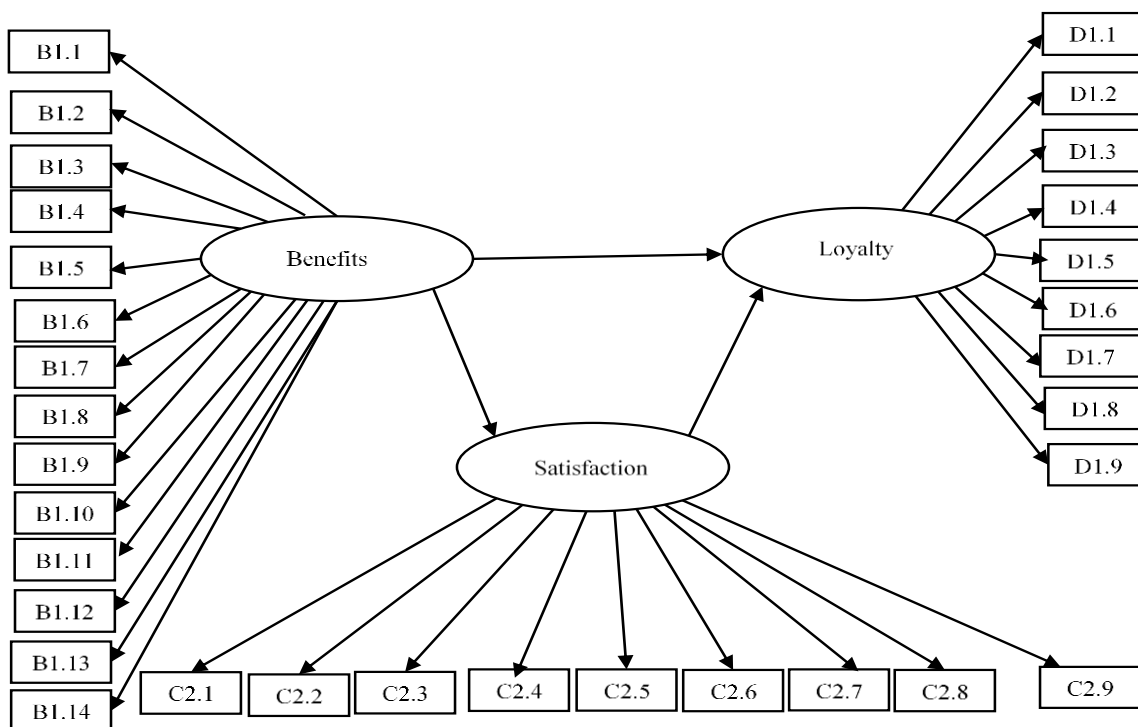 B1.1
B1.2
B1.3
B1.4
B1.5
B1.6
B1.7
B1.8
B1.9
B1.10
B1.11
B1.12
B1.13
B1.14
Benefits
Satisfaction
Loyalty
C2.1
C2.2
C2.3
C2.4
C2.5
C2.6
C2.7
C2.8
C2.9
D1.1
D1.2
D1.3
D1.4
D1.5
D1.6
D1.7
D1.8
D1.9